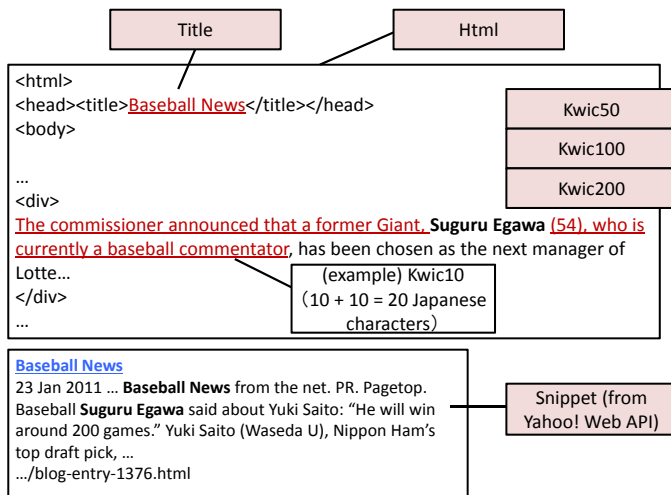 Title
Html
<html>
<head><title>Baseball News</title></head>
<body>
Kwic50
Kwic100
Kwic200
…
<div>
The commissioner announced that a former Giant, Suguru Egawa (54), who is
currently a baseball commentator, has been chosen as the next manager of
Lotte…
</div>
…
(example) Kwic10
（10 + 10 = 20 Japanese
characters）
Baseball News
23 Jan 2011 ... Baseball News from the net. PR. Pagetop.
Baseball Suguru Egawa said about Yuki Saito: “He will win
around 200 games.” Yuki Saito (Waseda U), Nippon Ham’s
top draft pick, ...
…/blog-entry-1376.html
Snippet (from
Yahoo! Web API)